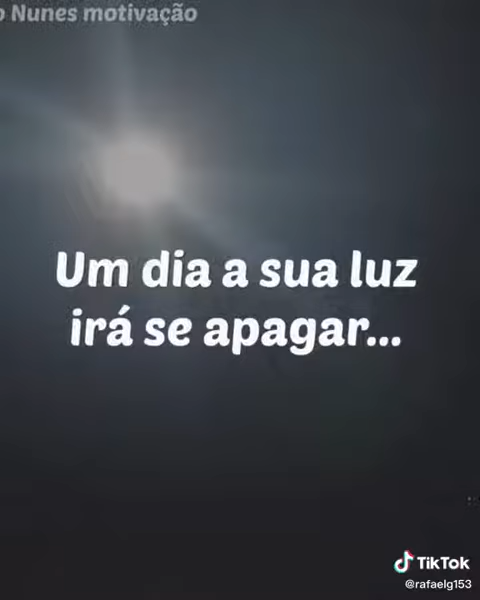 Nunes motivação
Um dia a sua luz
irá se apagar...
TikTok
@rafaelg153